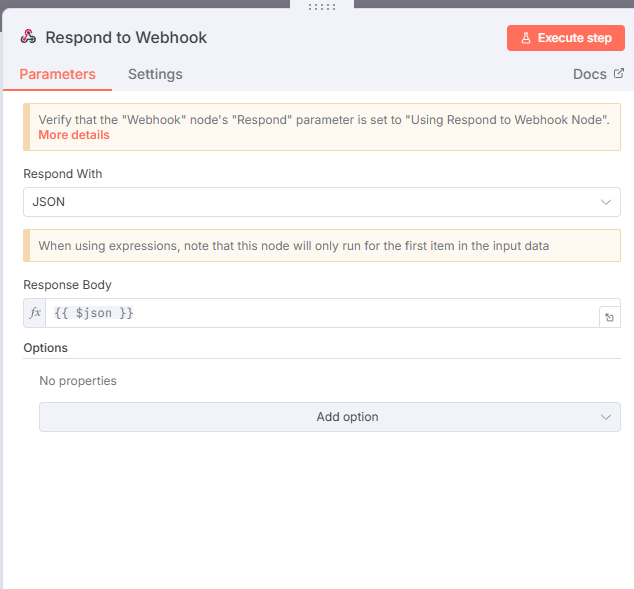 Respond to Webhook
Execute step
Parameters
Settings
Docs
Verify that the "Webhook" node's "Respond" parameter is set to "Using Respond to Webhook Node".
More details
Respond With
JSON
When using expressions, note that this node will only run for the first item in the input data
Response Body
fx
{{ $json }}
Options
No properties
Add option